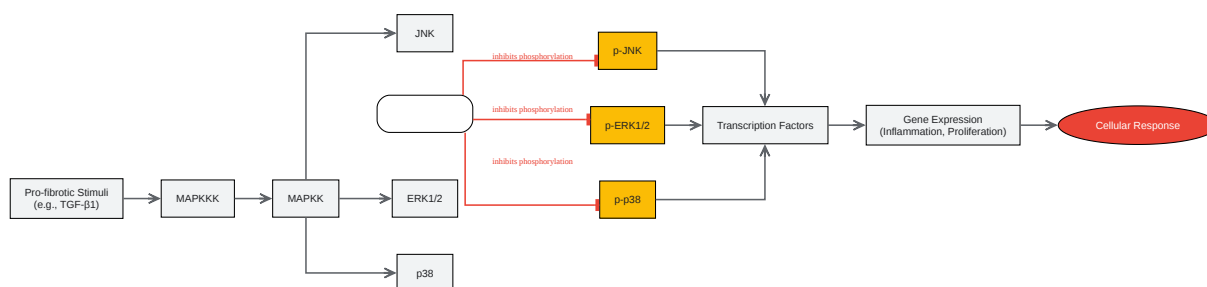 JNK
p-JNK
inhibits phosphorylation
inhibits phosphorylation
p-ERK1/2
Transcription Factors
Gene Expression
(Inflammation, Proliferation)
Cellular Response
inhibits phosphorylation
Pro-fibrotic Stimuli
(e.g., TGF-β1)
MAPKKK
MAPKK
ERK1/2
p-p38
p38